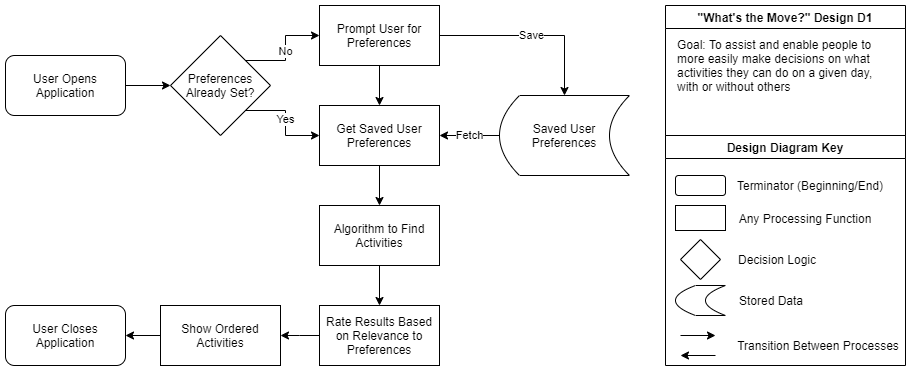 User Opens
Application
Preferences
Already Set?
No
Yes
Prompt User for
Preferences
Save
Get Saved User
Preferences
Fetch
Saved User
Preferences
Algorithm to Find
Activities
Rate Results Based
on Relevance to
Preferences
Show Ordered
Activities
User Closes
Application
"What's the Move?" Design D1
Goal: To assist and enable people to
more easily make decisions on what
activities they can do on a given day,
with or without others
Design Diagram Key
Terminator (Beginning/End)
Any Processing Function
Decision Logic
Stored Data
Transition Between Processes